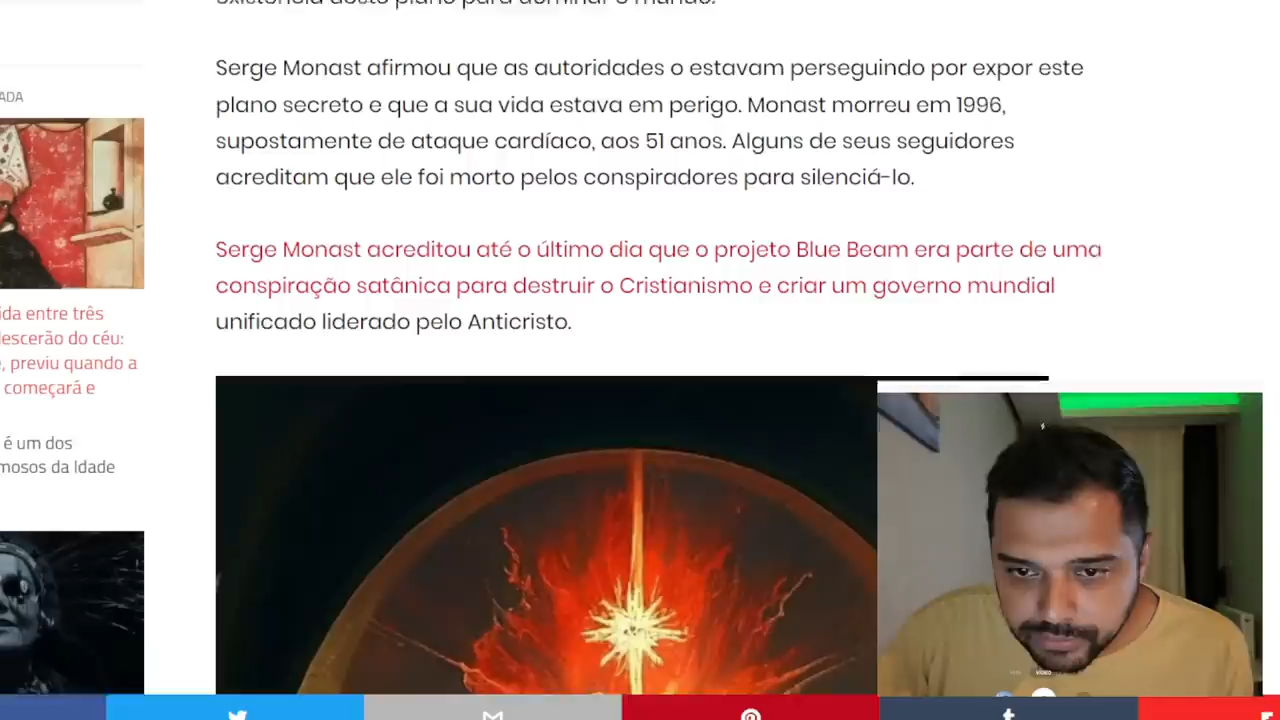 existência deste plano para dominar o mundo.
Serge Monast afirmou que as autoridades o estavam perseguindo por expor este
plano secreto e que a sua vida estava em perigo. Monast morreu em 1996,
supostamente de ataque cardíaco, aos 51 anos. Alguns de seus seguidores
acreditam que ele foi morto pelos conspiradores para silenciá-lo.
Serge Monast acreditou até o último dia que o projeto Blue Beam era parte de uma
conspiração satânica para destruir o Cristianismo e criar um governo mundial
unificado liderado pelo Anticristo.
ADA
ida entre três
descerão do céu:
e, previu quando a
começará e
é um dos
mosos da Idade
VÍDEO